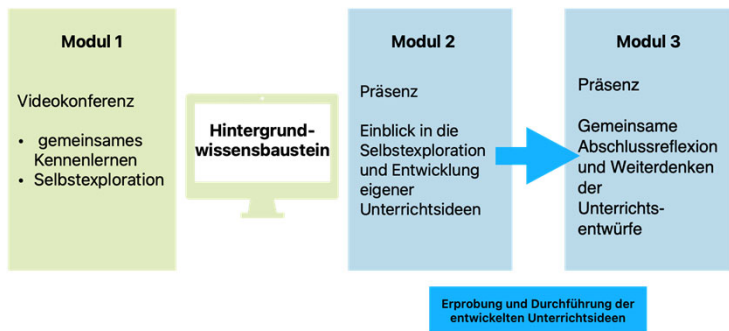 Modul 1
Videokonferenz
• gemeinsames
Kennenlernen
• Selbstexploration
Hintergrund-
wissensbaustein
Modul 2
Präsenz
Einblick in die
Selbstexploration
und Entwicklung
eigener
Unterrichtsideen
Modul 3
Präsenz
Gemeinsame
Abschlussreflexion
und Weiterdenken
der
Unterrichts-
entwürfe
Erprobung und Durchführung der
entwickelten Unterrichtsideen